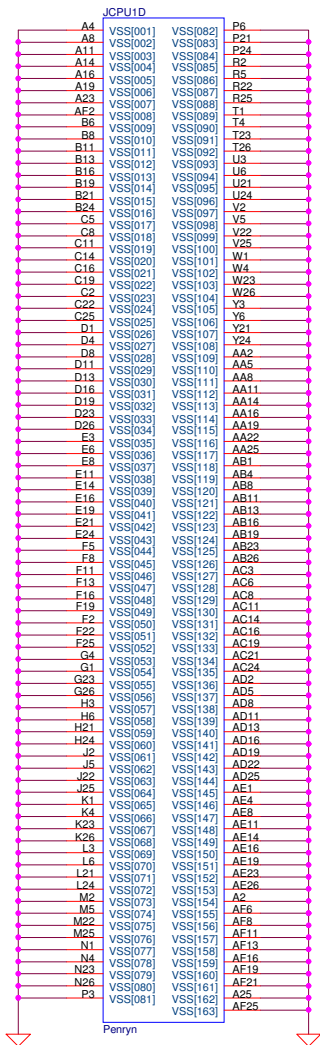 JCPU1D
A4 VSS[001] VSS[082] P6
A8 VSS[002] VSS[083] P21
A11 VSS[003] VSS[084] P24
A14 VSS[004] VSS[085] R2
A16 VSS[005] VSS[086] R5
A19 VSS[006] VSS[087] R22
A23 VSS[007] VSS[088] R25
AF2 VSS[008] VSS[089] T1
B6 VSS[009] VSS[090] T4
B8 VSS[010] VSS[091] T23
B11 VSS[011] VSS[092] T26
B13 VSS[012] VSS[093] U3
B16 VSS[013] VSS[094] U6
B19 VSS[014] VSS[095] U21
B21 VSS[015] VSS[096] U24
B24 VSS[016] VSS[097] V2
C5 VSS[017] VSS[098] V5
C8 VSS[018] VSS[099] V22
C11 VSS[019] VSS[100] V25
C14 VSS[020] VSS[101] W1
C16 VSS[021] VSS[102] W4
C19 VSS[022] VSS[103] W23
C2 VSS[023] VSS[104] W26
C22 VSS[024] VSS[105] Y3
C25 VSS[025] VSS[106] Y6
D1 VSS[026] VSS[107] Y21
D4 VSS[027] VSS[108] Y24
D8 VSS[028] VSS[109] AA2
D11 VSS[029] VSS[110] AA5
D13 VSS[030] VSS[111] AA8
D16 VSS[031] VSS[112] AA11
D19 VSS[032] VSS[113] AA14
D23 VSS[033] VSS[114] AA16
D26 VSS[034] VSS[115] AA19
E3 VSS[035] VSS[116] AA22
E6 VSS[036] VSS[117] AA25
E8 VSS[037] VSS[118] AB1
E11 VSS[038] VSS[119] AB4
E14 VSS[039] VSS[120] AB8
E16 VSS[040] VSS[121] AB11
E19 VSS[041] VSS[122] AB13
E21 VSS[042] VSS[123] AB16
E24 VSS[043] VSS[124] AB19
F5 VSS[044] VSS[125] AB23
F8 VSS[045] VSS[126] AB26
F11 VSS[046] VSS[127] AC3
F13 VSS[047] VSS[128] AC6
F16 VSS[048] VSS[129] AC8
F19 VSS[049] VSS[130] AC11
F2 VSS[050] VSS[131] AC14
F22 VSS[051] VSS[132] AC16
F25 VSS[052] VSS[133] AC19
G4 VSS[053] VSS[134] AC21
G1 VSS[054] VSS[135] AC24
G23 VSS[055] VSS[136] AD2
G26 VSS[056] VSS[137] AD5
H3 VSS[057] VSS[138] AD8
H6 VSS[058] VSS[139] AD11
H21 VSS[059] VSS[140] AD13
H24 VSS[060] VSS[141] AD16
J2 VSS[061] VSS[142] AD19
J5 VSS[062] VSS[143] AD22
J22 VSS[063] VSS[144] AD25
J25 VSS[064] VSS[145] AE1
K1 VSS[065] VSS[146] AE4
K4 VSS[066] VSS[147] AE8
K23 VSS[067] VSS[148] AE11
K26 VSS[068] VSS[149] AE14
L3 VSS[069] VSS[150] AE16
L6 VSS[070] VSS[151] AE19
L21 VSS[071] VSS[152] AE23
L24 VSS[072] VSS[153] AE26
M2 VSS[073] VSS[154] A2
M5 VSS[074] VSS[155] AF6
M22 VSS[075] VSS[156] AF8
M25 VSS[076] VSS[157] AF11
N1 VSS[077] VSS[158] AF13
N4 VSS[078] VSS[159] AF16
N23 VSS[079] VSS[160] AF19
N26 VSS[080] VSS[161] AF21
P3 VSS[081] VSS[162] A25
VSS[163] AF25
Penryn